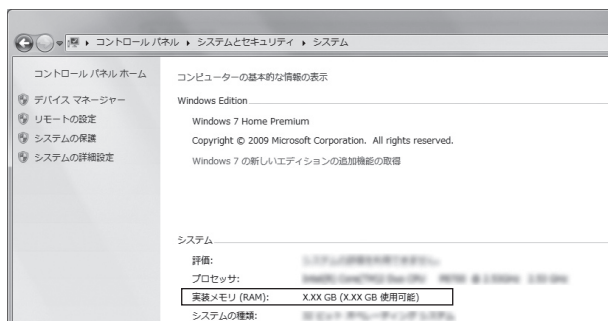 コントロール パネル ▸ システムとセキュリティ ▸ システム
コントロール パネル ホーム
デバイス マネージャー
リモートの設定
システムの保護
システムの詳細設定
コンピューターの基本的な情報の表示
Windows Edition
Windows 7 Home Premium
Copyright © 2009 Microsoft Corporation. All rights reserved.
Windows 7 の新しいエディションの追加機能の取得
システム
評価:
プロセッサ:
実装メモリ (RAM): X.XX GB (X.XX GB 使用可能)
システムの種類: